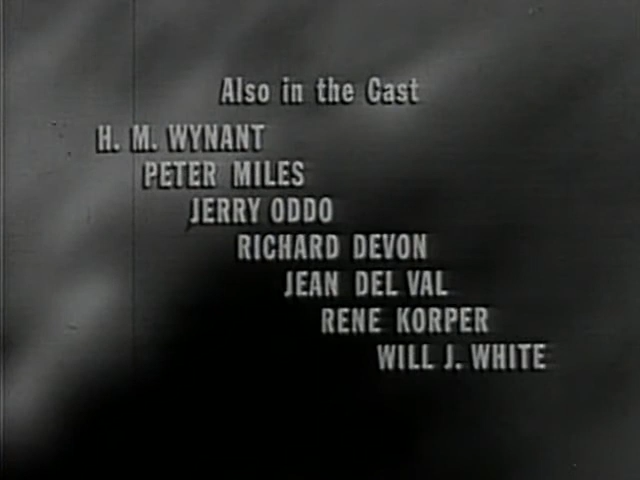 Also in the Cast
H. M. WYNANT
PETER MILES
JERRY ODDO
RICHARD DEVON
JEAN DEL VAL
RENE KORPER
WILL J. WHITE